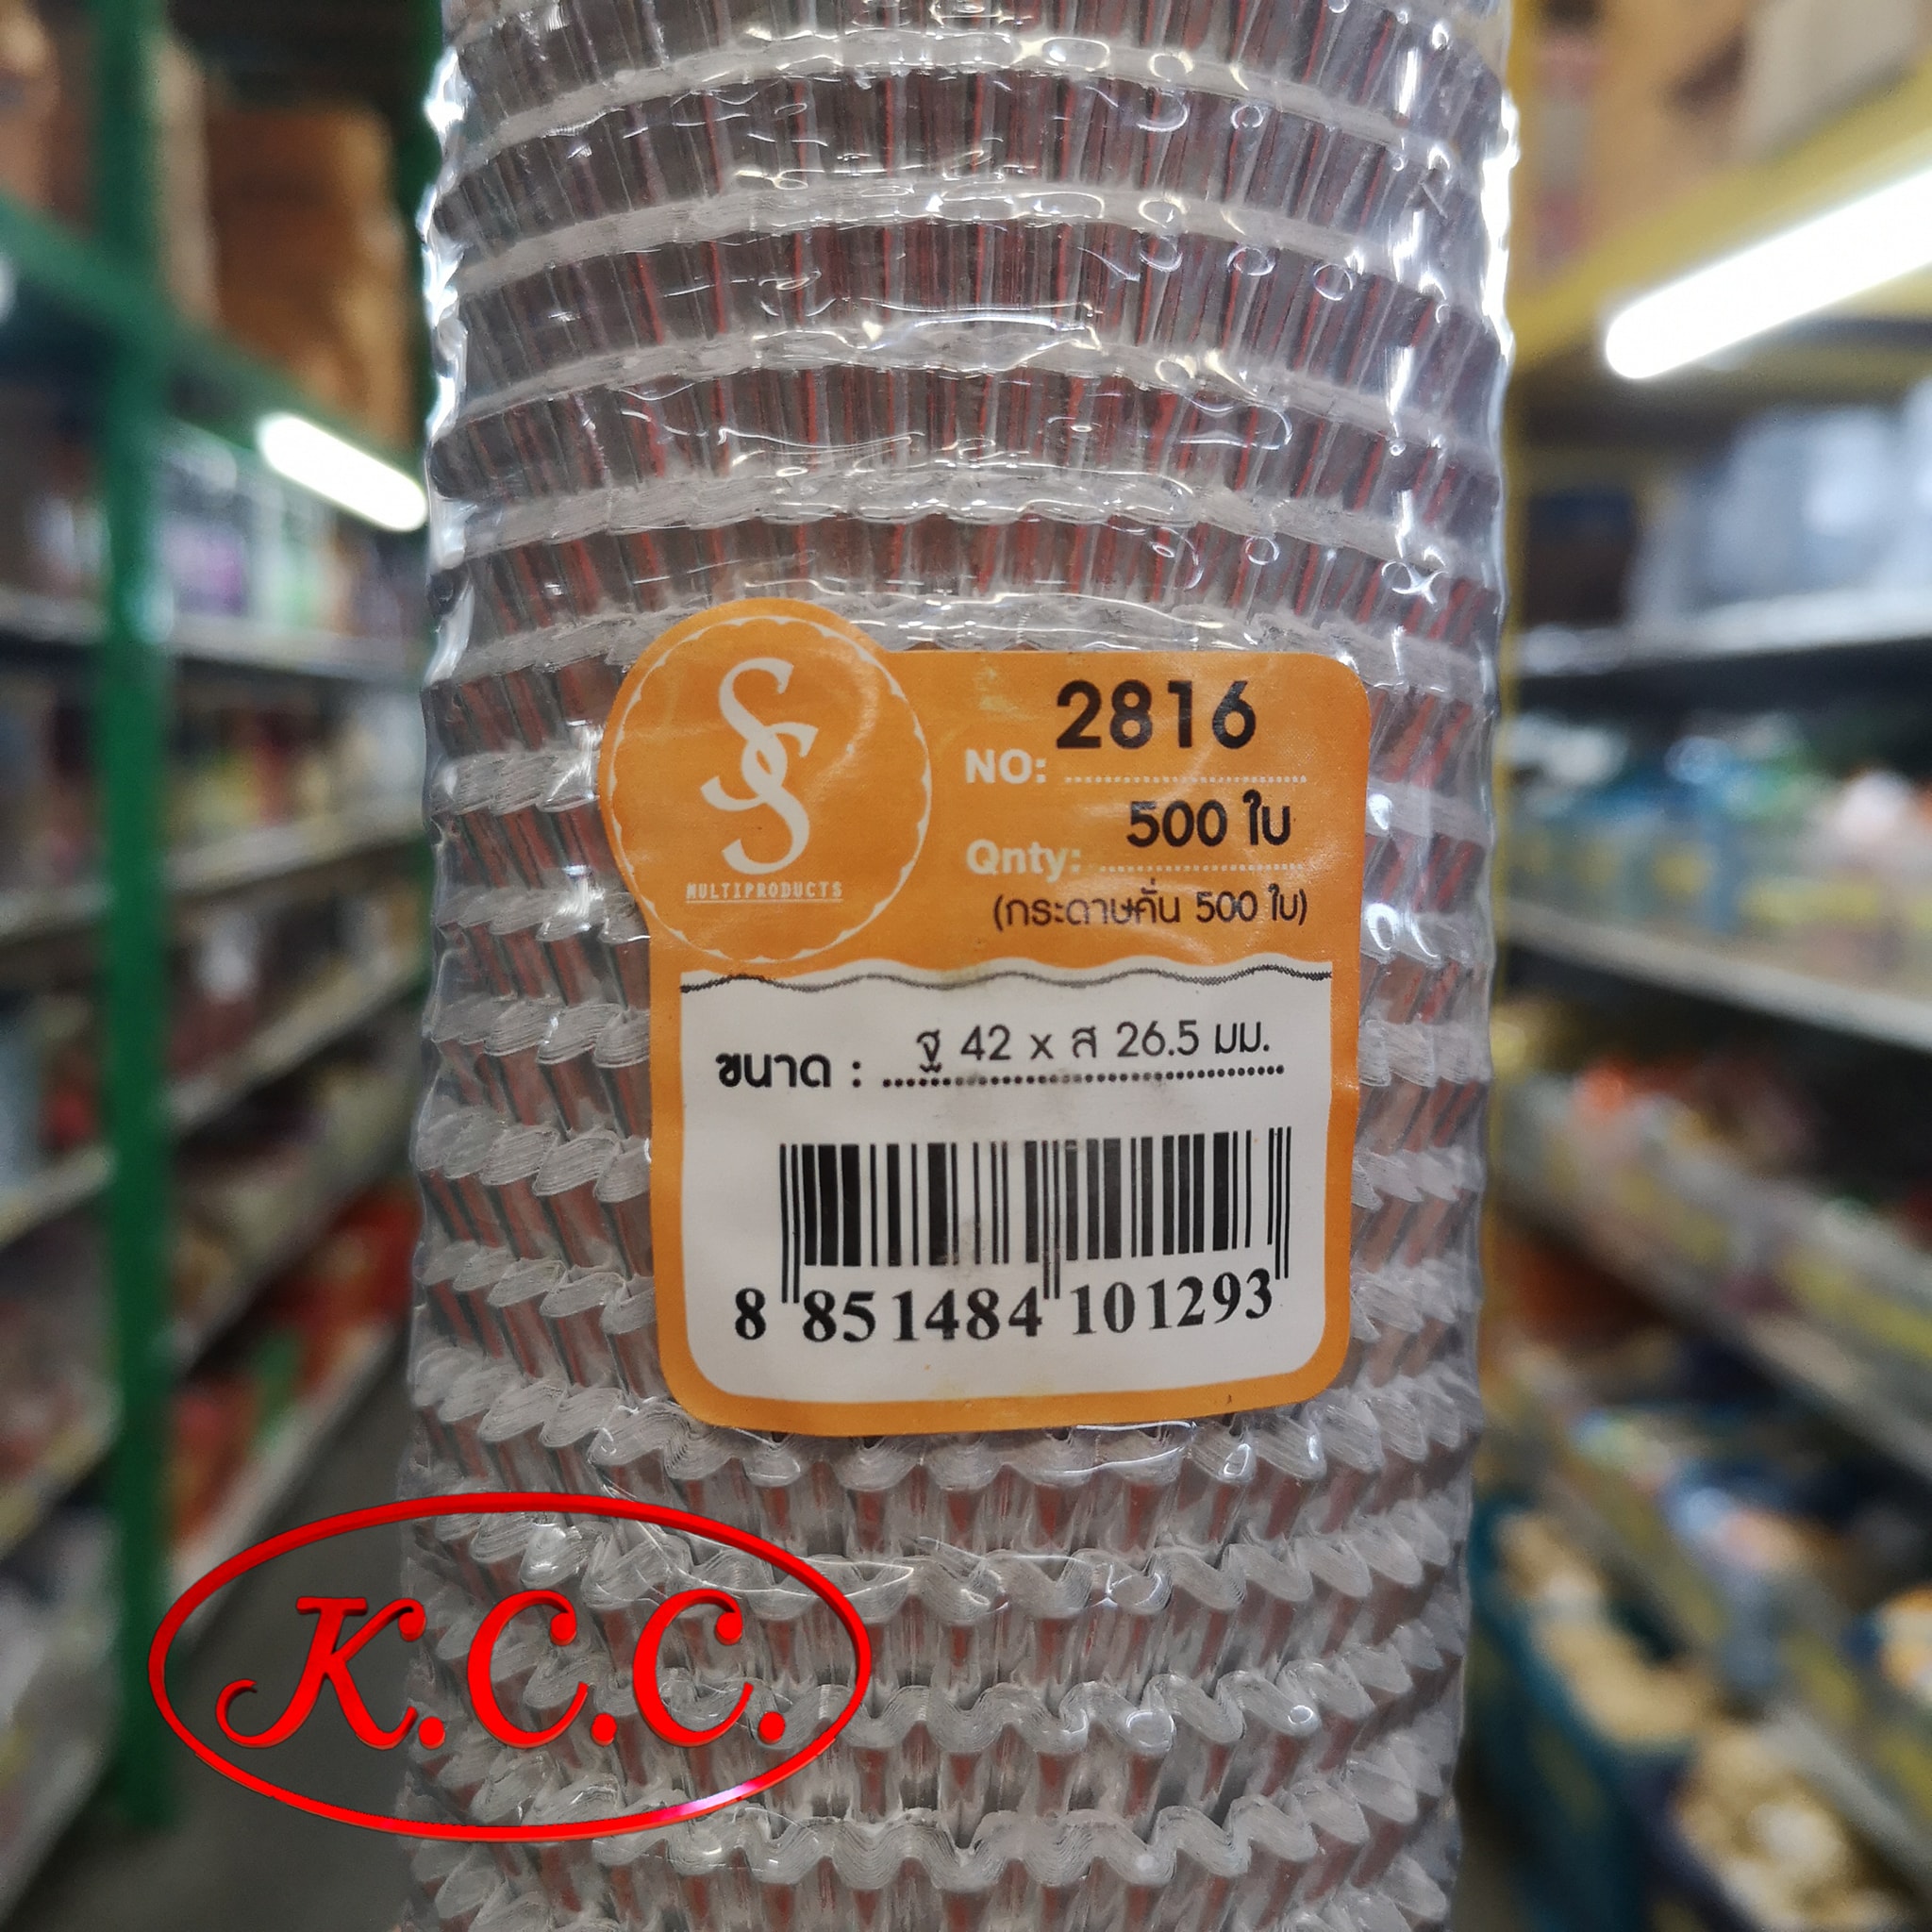 SS
MULTIPRODUCTS
NO: 2816
Qnty: 500 ใบ
(กระดาษคั่น 500 ใบ)
ขนาด : ฐ 42 x ส 26.5 มม.
8 851484 101293
K.C.C.